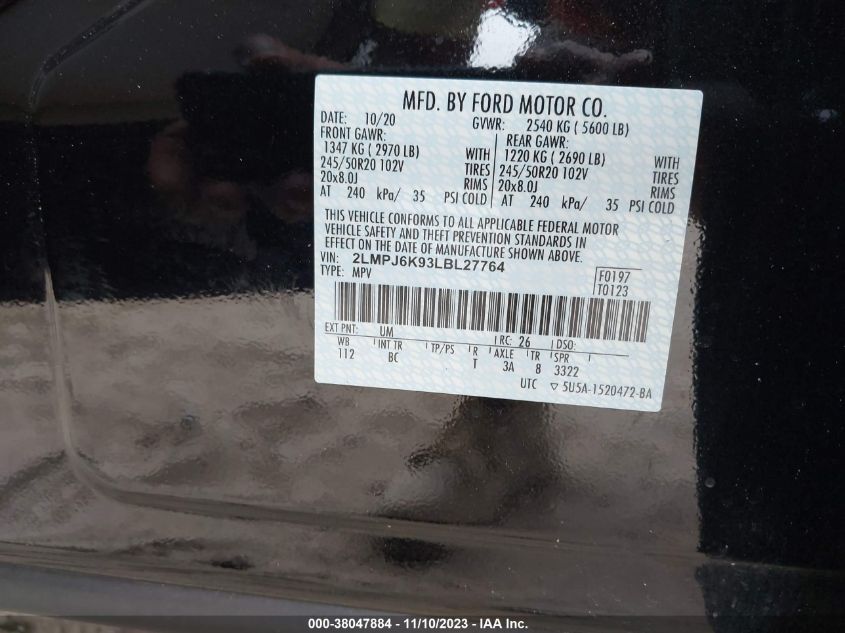 MFD. BY FORD MOTOR CO.
DATE: 10/20 GVWR: 2540 KG ( 5600 LB)
FRONT GAWR: REAR GAWR:
1347 KG ( 2970 LB) WITH 1220 KG ( 2690 LB) WITH
245/50R20 102V TIRES 245/50R20 102V TIRES
20x8.0J RIMS 20x8.0J RIMS
AT 240 kPa/ 35 PSI COLD AT 240 kPa/ 35 PSI COLD
THIS VEHICLE CONFORMS TO ALL APPLICABLE FEDERAL MOTOR
VEHICLE SAFETY AND THEFT PREVENTION STANDARDS IN
EFFECT ON THE DATE OF MANUFACTURE SHOWN ABOVE.
VIN: 2LMPJ6K93LBL27764
TYPE: MPV
F0197
T0123
EXT PNT: UM RC: 26 DSO:
WB INT TR TP/PS R AXLE TR SPR
112 BC T 3A 8 3322
UTC ▽ 5U5A-1520472-BA
000-38047884 - 11/10/2023 - IAA Inc.